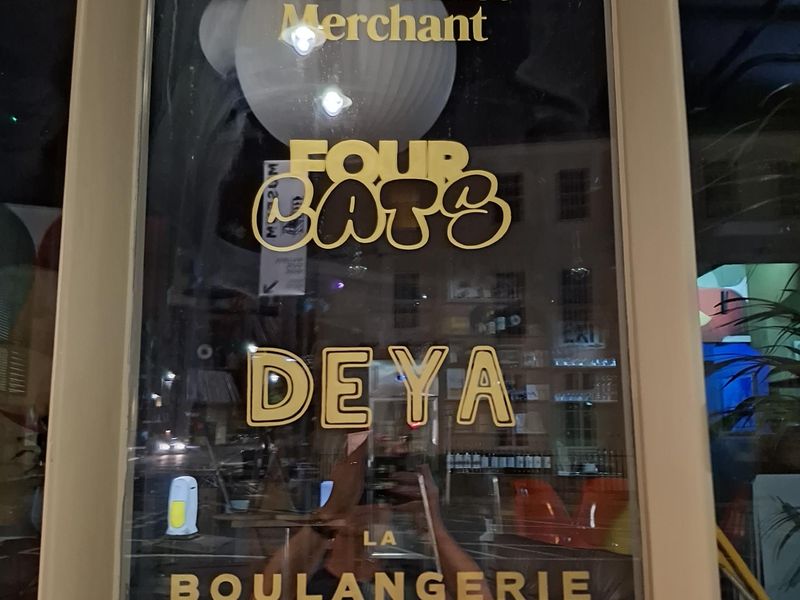 Merchant
FOUR
CATS
DEYA
LA
BOULANGERIE